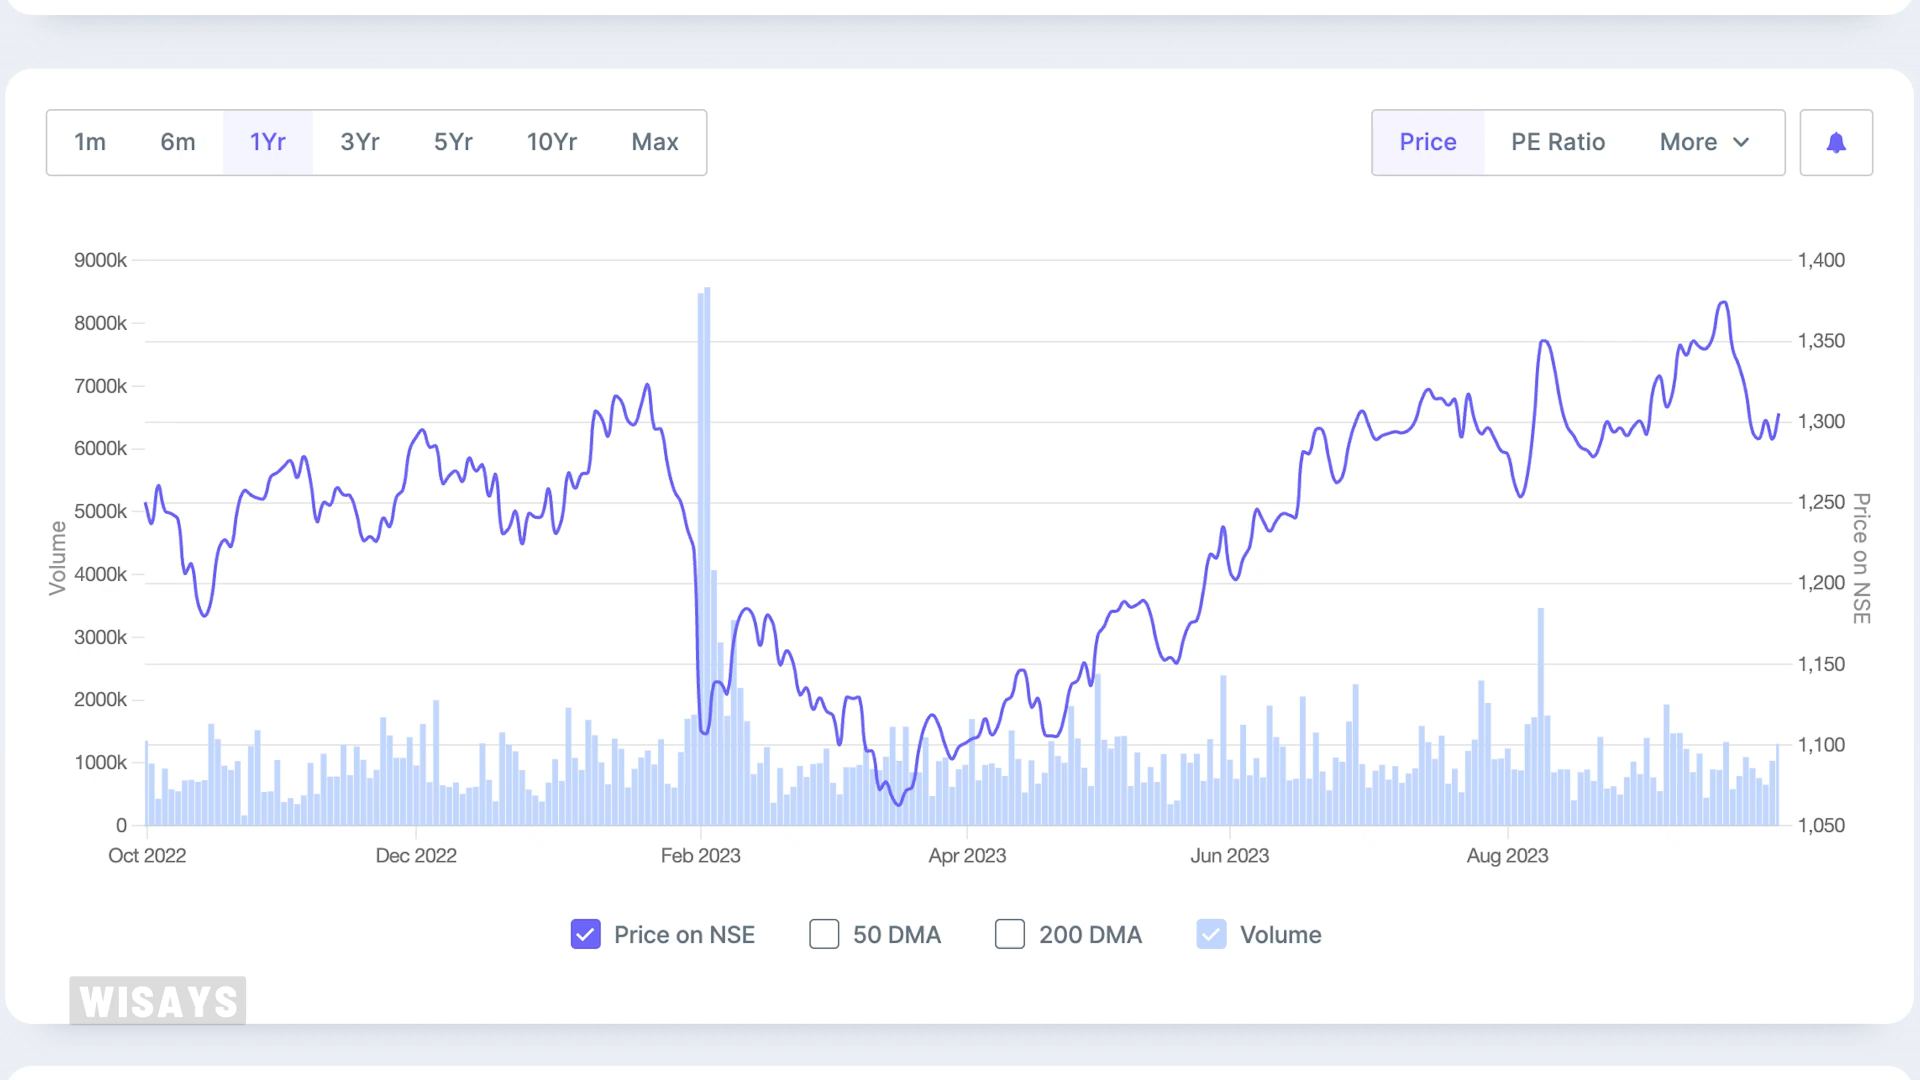 1m 6m 1Yr 3Yr 5Yr 10Yr Max
Price PE Ratio More
9000k
8000k
7000k
6000k
5000k
4000k
3000k
2000k
1000k
0
Volume
1,400
1,350
1,300
1,250
1,200
1,150
1,100
1,050
Price on NSE
Oct 2022 Dec 2022 Feb 2023 Apr 2023 Jun 2023 Aug 2023
Price on NSE 50 DMA 200 DMA Volume
WISAYS